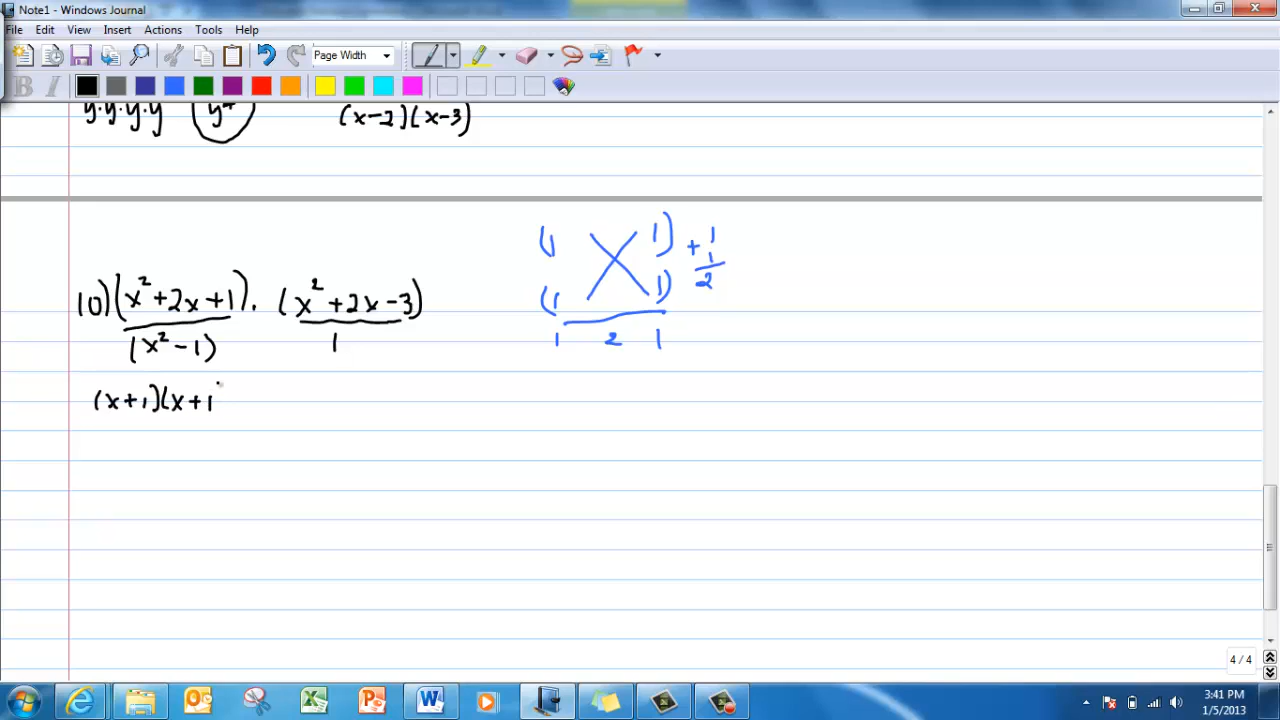 Note1 - Windows Journal
File Edit View Insert Actions Tools Help
Page Width
B I
y·y·y·y y⁴ (x-2)(x-3)
(1 1) + 1
(1 1) 1
2
1 2 1
10) (x²+2x+1) · (x²+2x-3)
(x²-1) 1
(x+1)(x+1
4 / 4
3:41 PM
1/5/2013